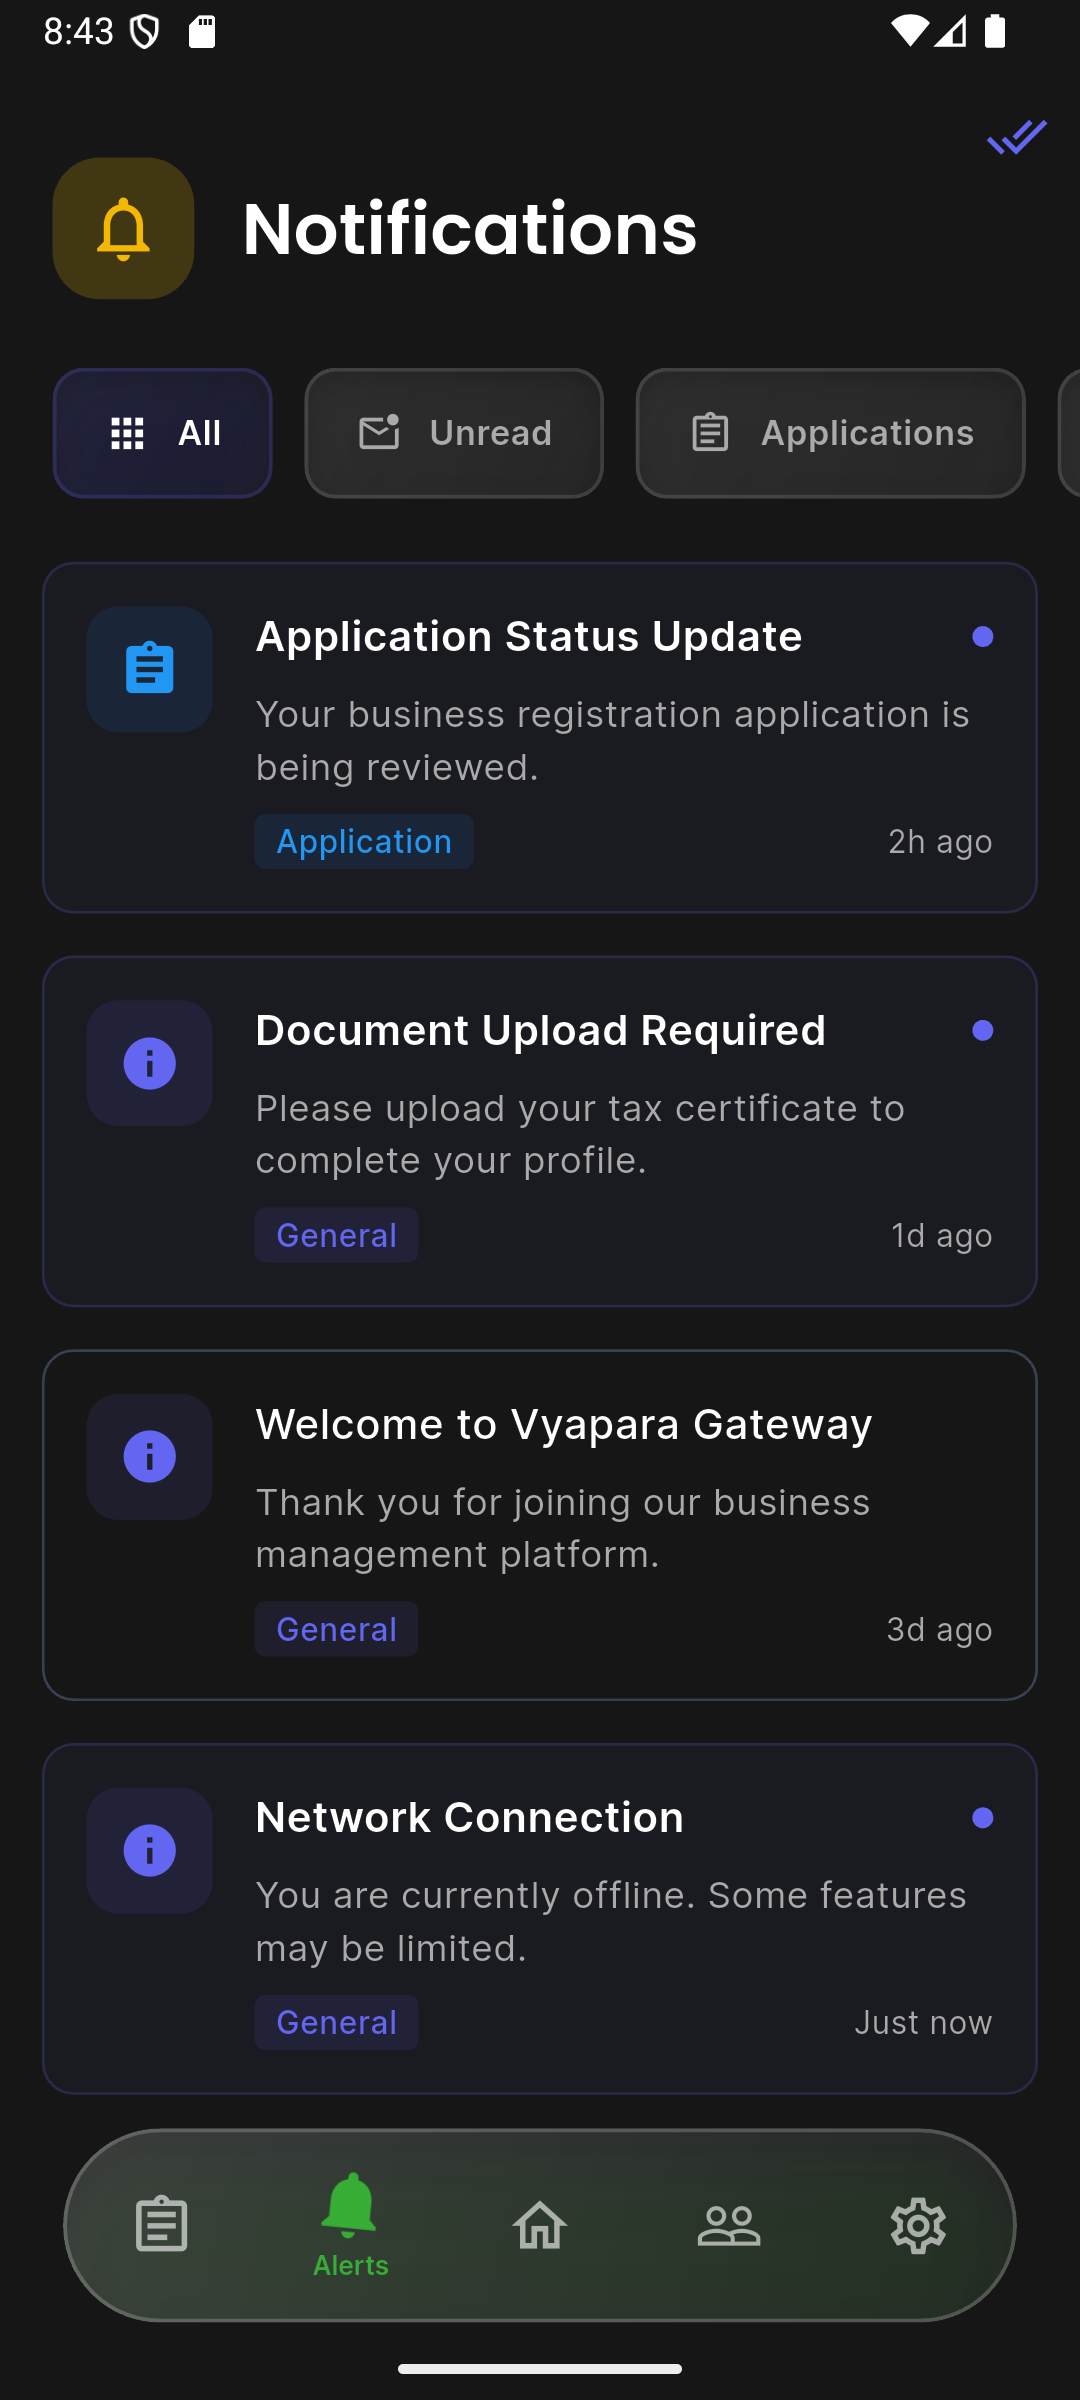 8:43
Notifications
All
Unread
Applications
Application Status Update
Your business registration application is
being reviewed.
Application
2h ago
Document Upload Required
Please upload your tax certificate to
complete your profile.
General
1d ago
Welcome to Vyapara Gateway
Thank you for joining our business
management platform.
General
3d ago
Network Connection
You are currently offline. Some features
may be limited.
General
Just now
Alerts